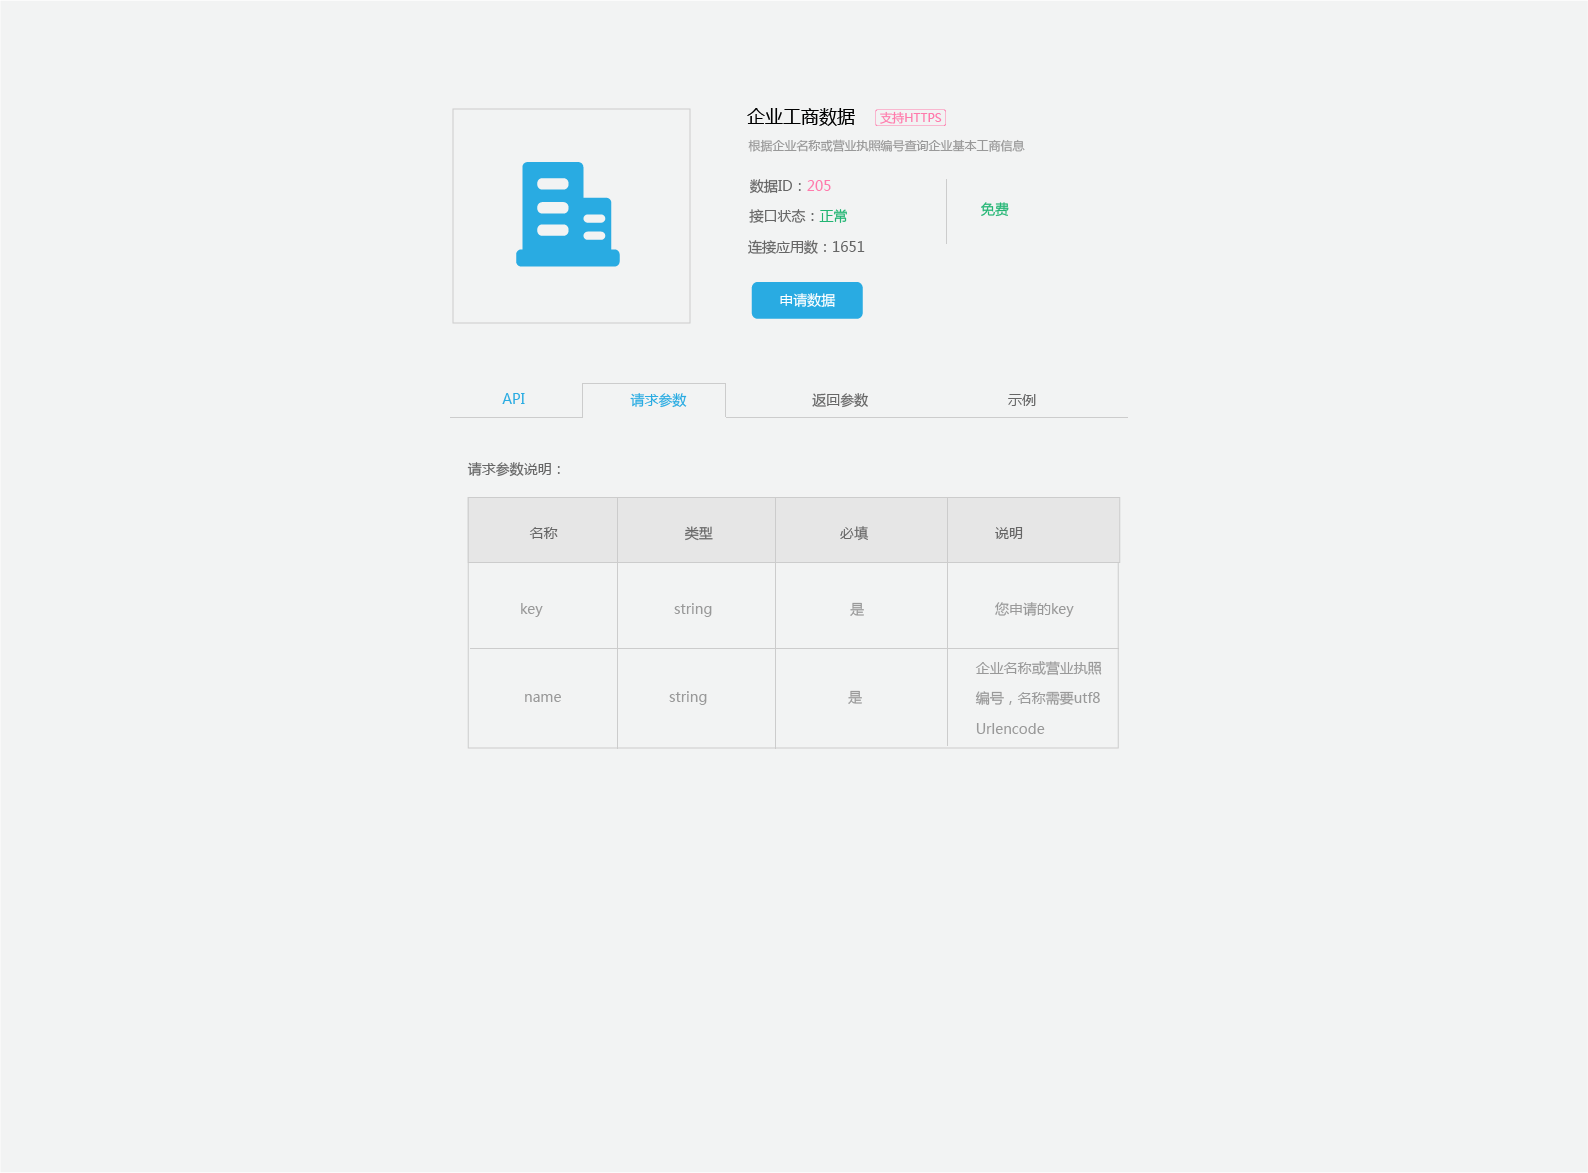 企业工商数据 支持HTTPS
根据企业名称或营业执照编号查询企业基本工商信息
数据ID：205
接口状态：正常
免费
连接应用数：1651
申请数据
API 请求参数 返回参数 示例
请求参数说明：
名称 类型 必填 说明
key string 是 您申请的key
name string 是 企业名称或营业执照
编号，名称需要utf8
Urlencode